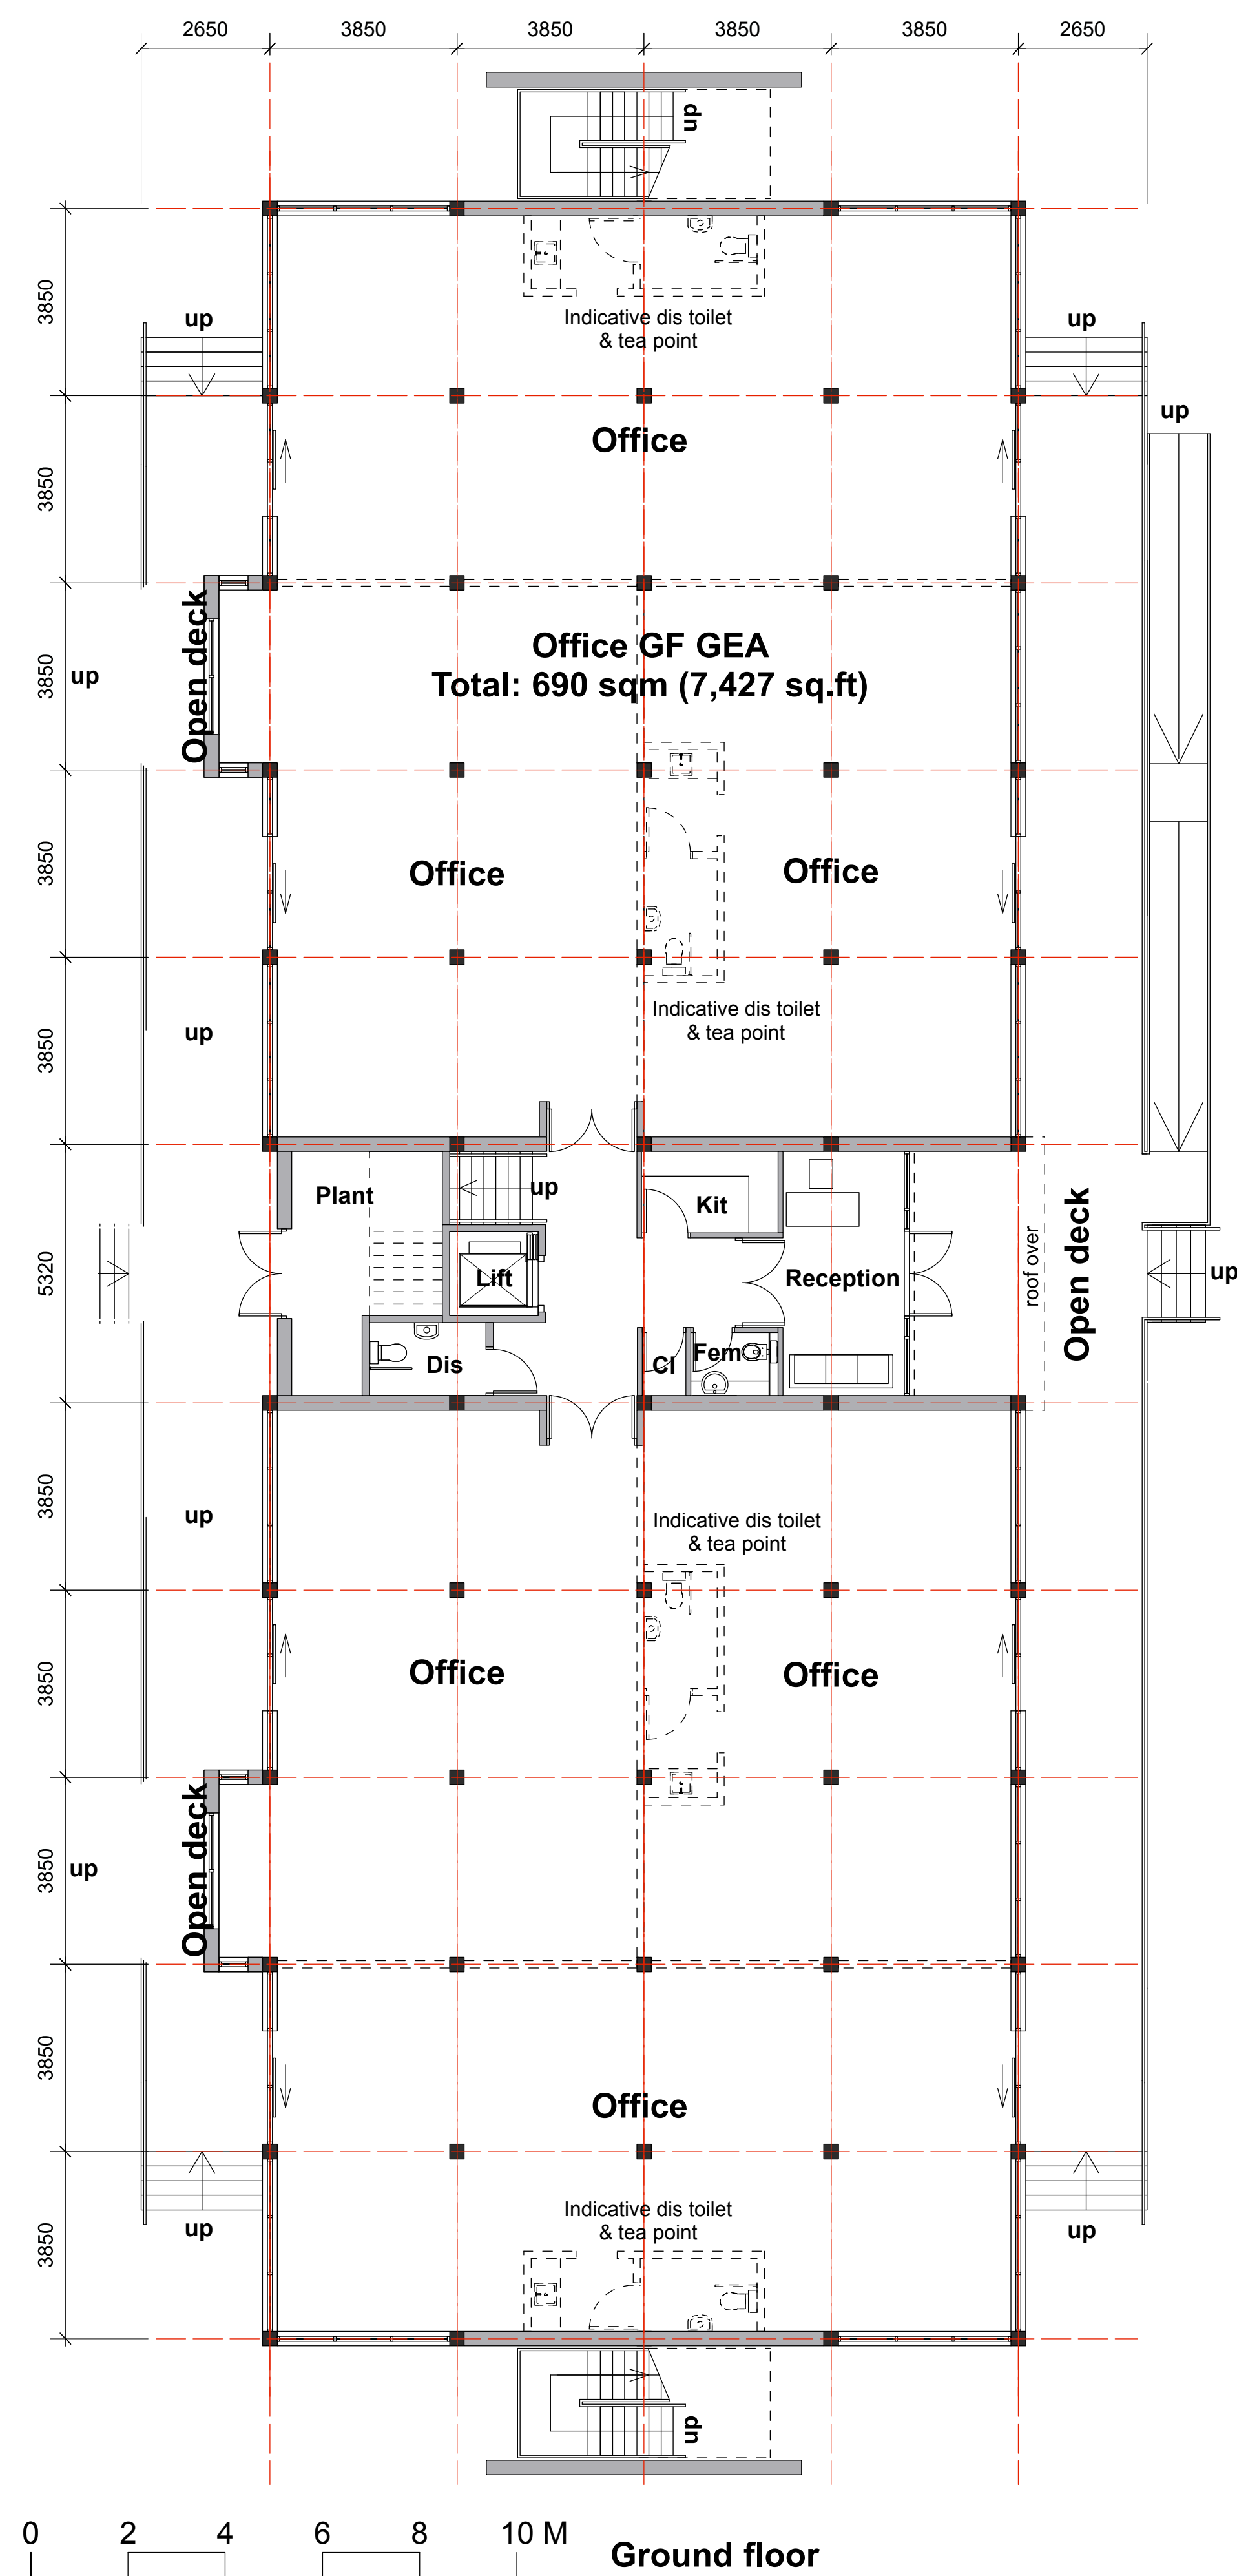 2650
3850
3850
3850
3850
2650
up
3850
up
up
Indicative dis toilet
& tea point
up
Office
3850
Open deck
3850
up
Office GF GEA
Total: 690 sqm (7,427 sq.ft)
3850
Office
Office
3850
up
Indicative dis toilet
& tea point
Plant
up
Kit
5320
Lift
Reception
roof over
Open deck
up
Dis
Cl
Fem
3850
up
Indicative dis toilet
& tea point
3850
Office
Office
Open deck
3850
up
3850
Office
3850
up
Indicative dis toilet
& tea point
up
up
0 2 4 6 8 10 M
Ground floor